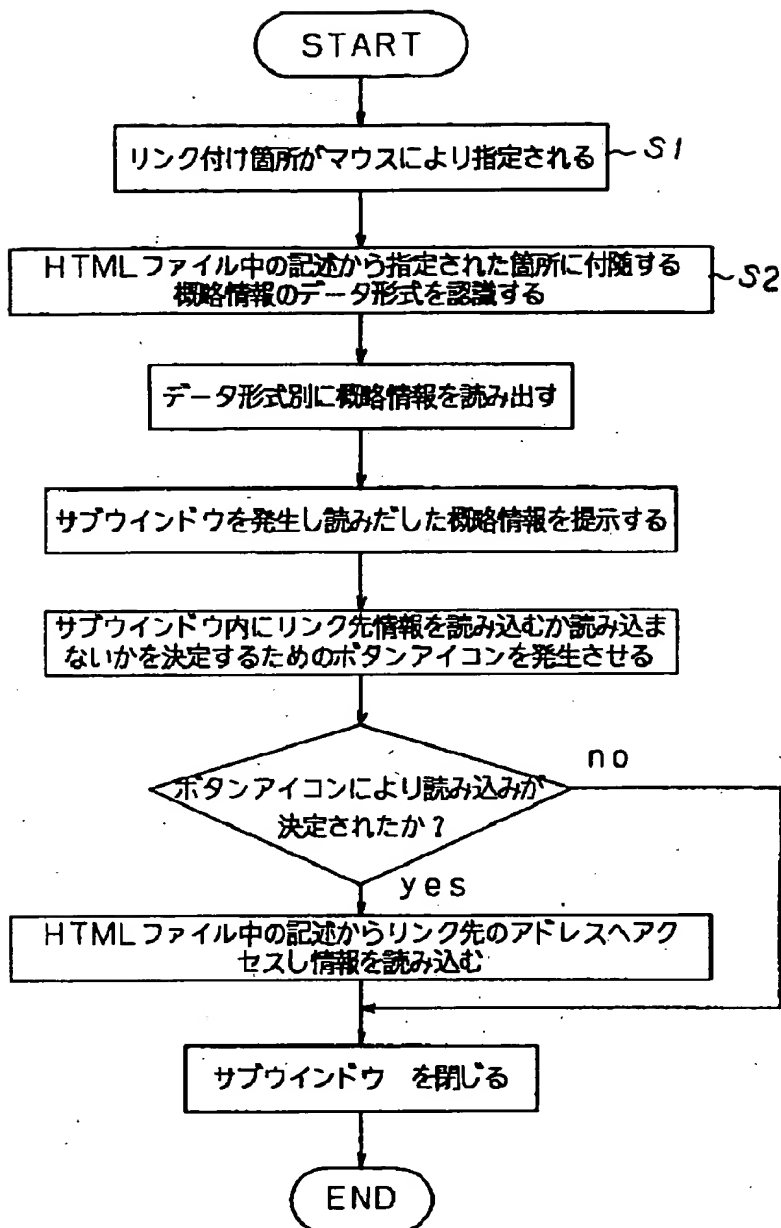 START
リンク付け箇所がマウスにより指定される
S1
HTMLファイル中の記述から指定された箇所に付随する
概略情報のデータ形式を認識する
S2
データ形式別に概略情報を読み出す
サブウインドウを発生し読みだした概略情報を提示する
サブウインドウ内にリンク先情報を読み込むか読み込ま
ないかを決定するためのボタンアイコンを発生させる
no
ボタンアイコンにより読み込みが
決定されたか?
yes
HTMLファイル中の記述からリンク先のアドレスへアク
セスし情報を読み込む
サブウインドウ を閉じる
END